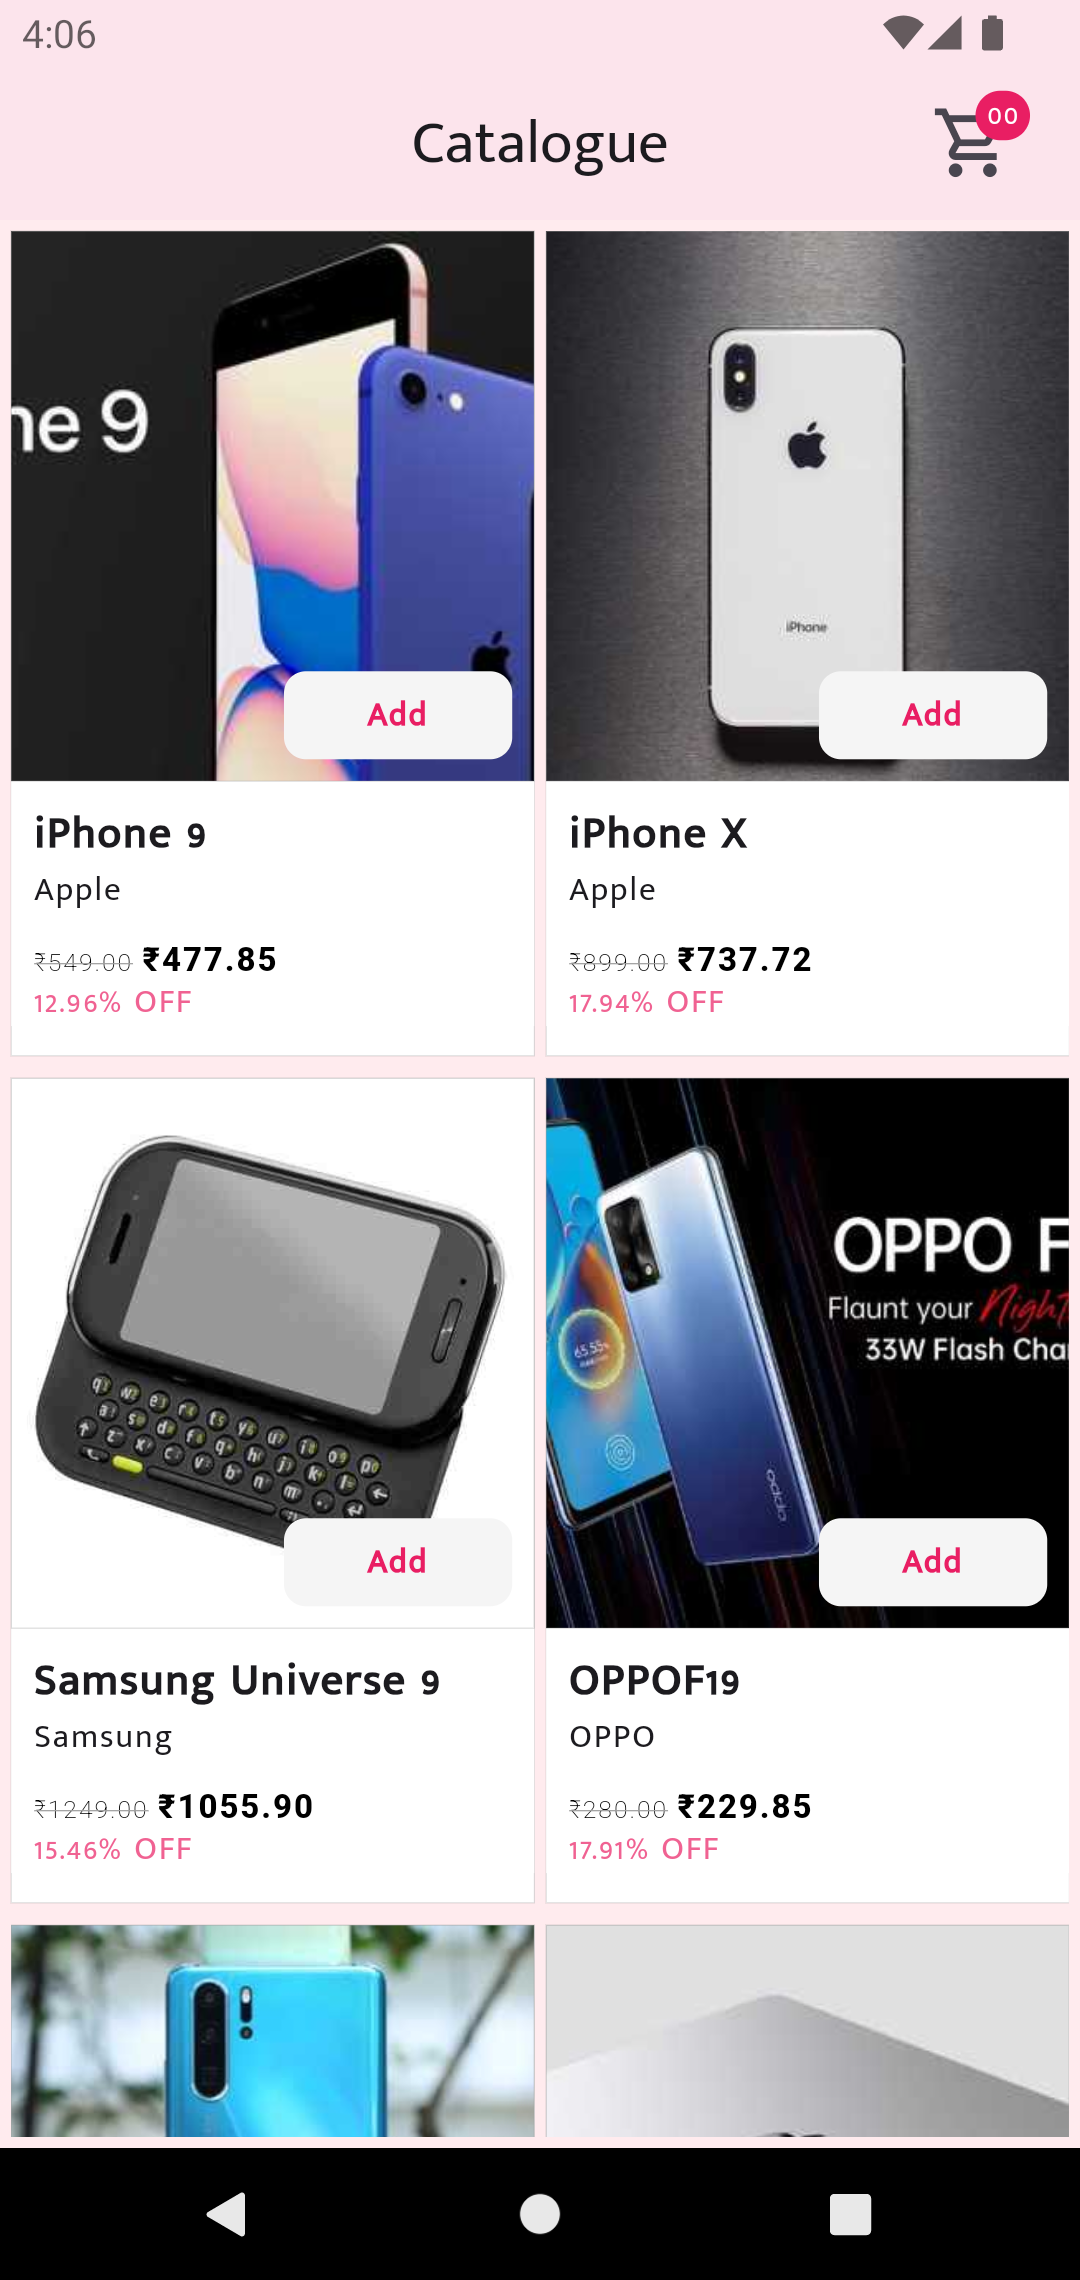 4:06
Catalogue
00
ne 9
iPhone
Add
Add
iPhone 9
Apple
₹549.00 ₹477.85
12.96% OFF
iPhone X
Apple
₹899.00 ₹737.72
17.94% OFF
OPPO F
Flaunt your Night
33W Flash Char
oppo
Add
Add
Samsung Universe 9
Samsung
₹1249.00 ₹1055.90
15.46% OFF
OPPOF19
OPPO
₹280.00 ₹229.85
17.91% OFF